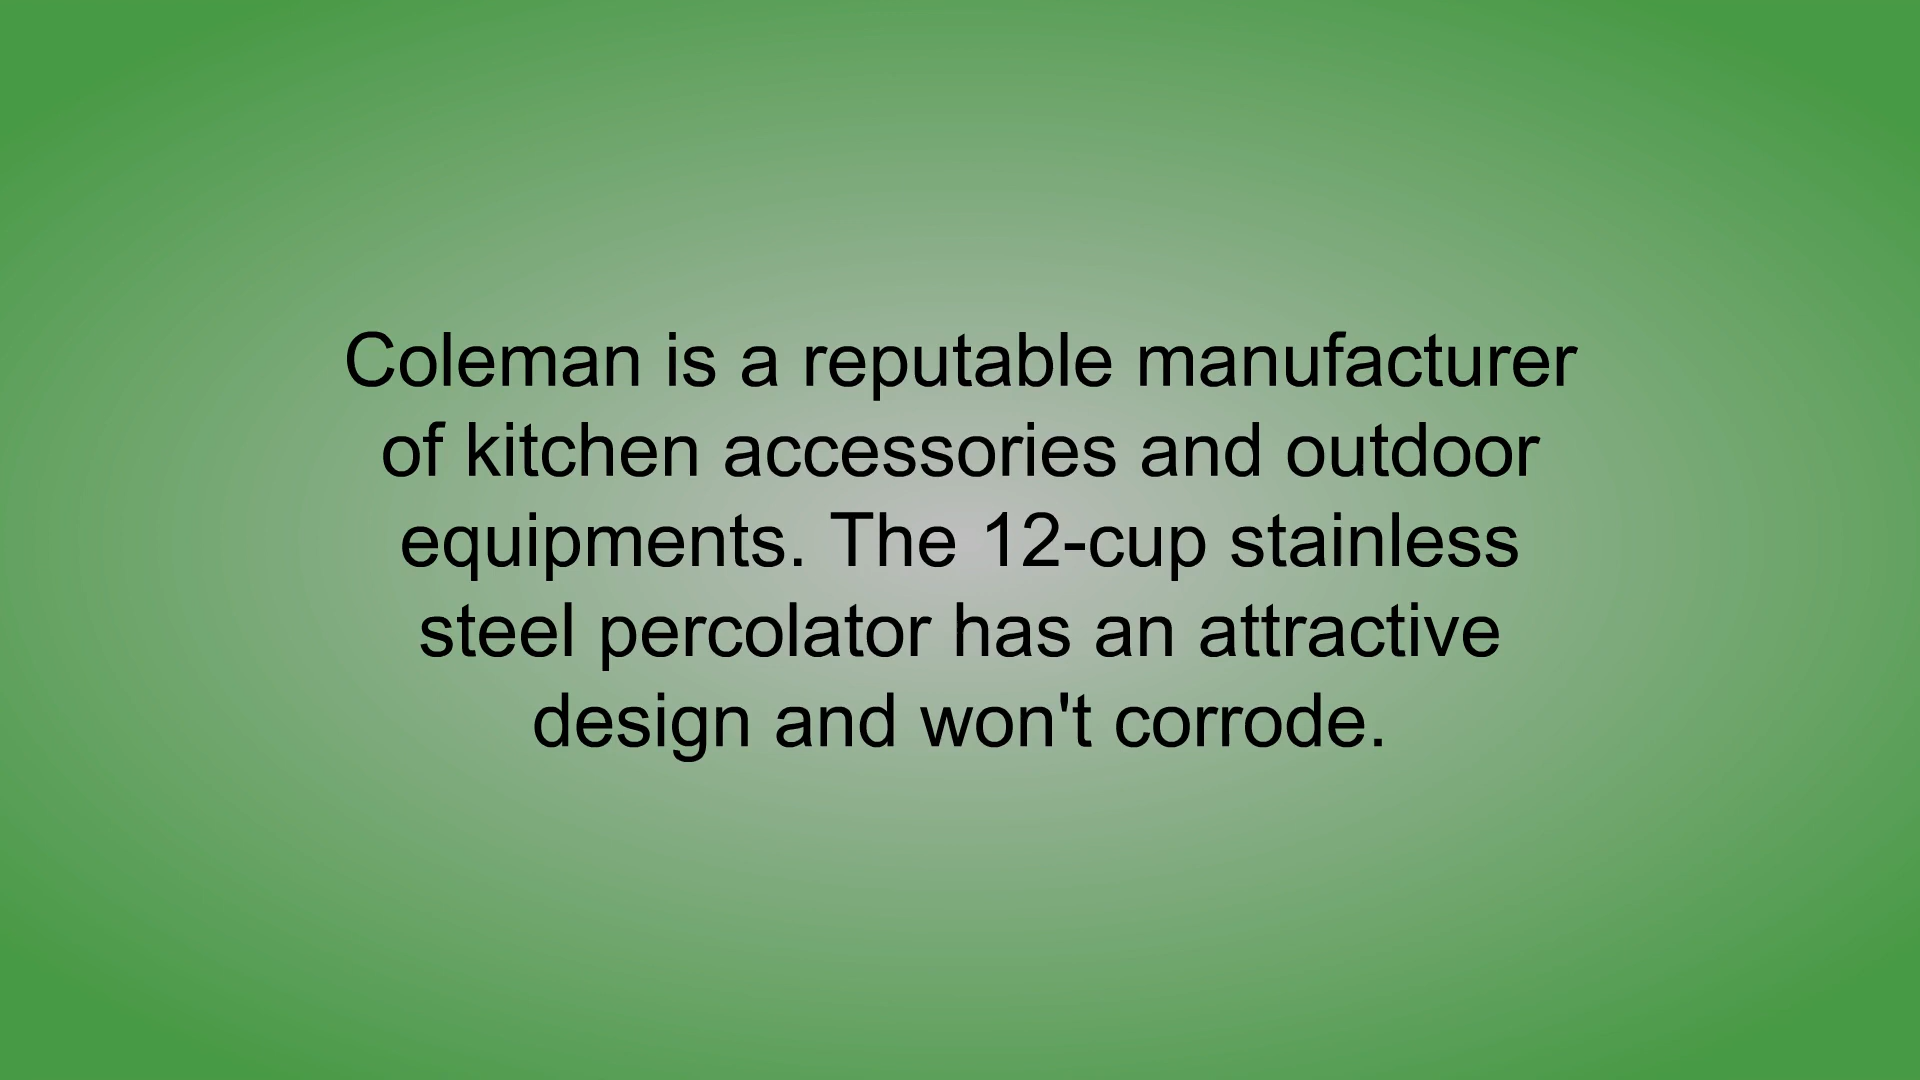 Coleman is a reputable manufacturer
of kitchen accessories and outdoor
equipments. The 12-cup stainless
steel percolator has an attractive
design and won't corrode.